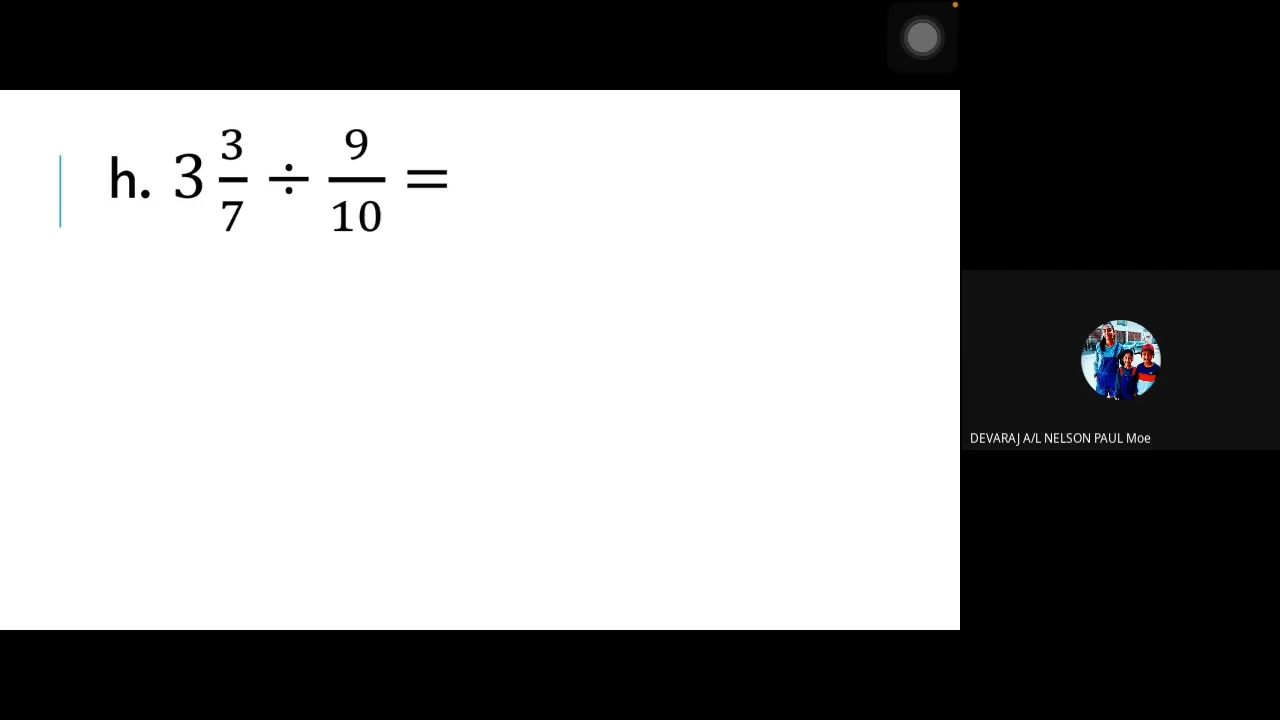 h. 3 3/7 ÷ 9/10 =
DEVARAJ A/L NELSON PAUL Moe